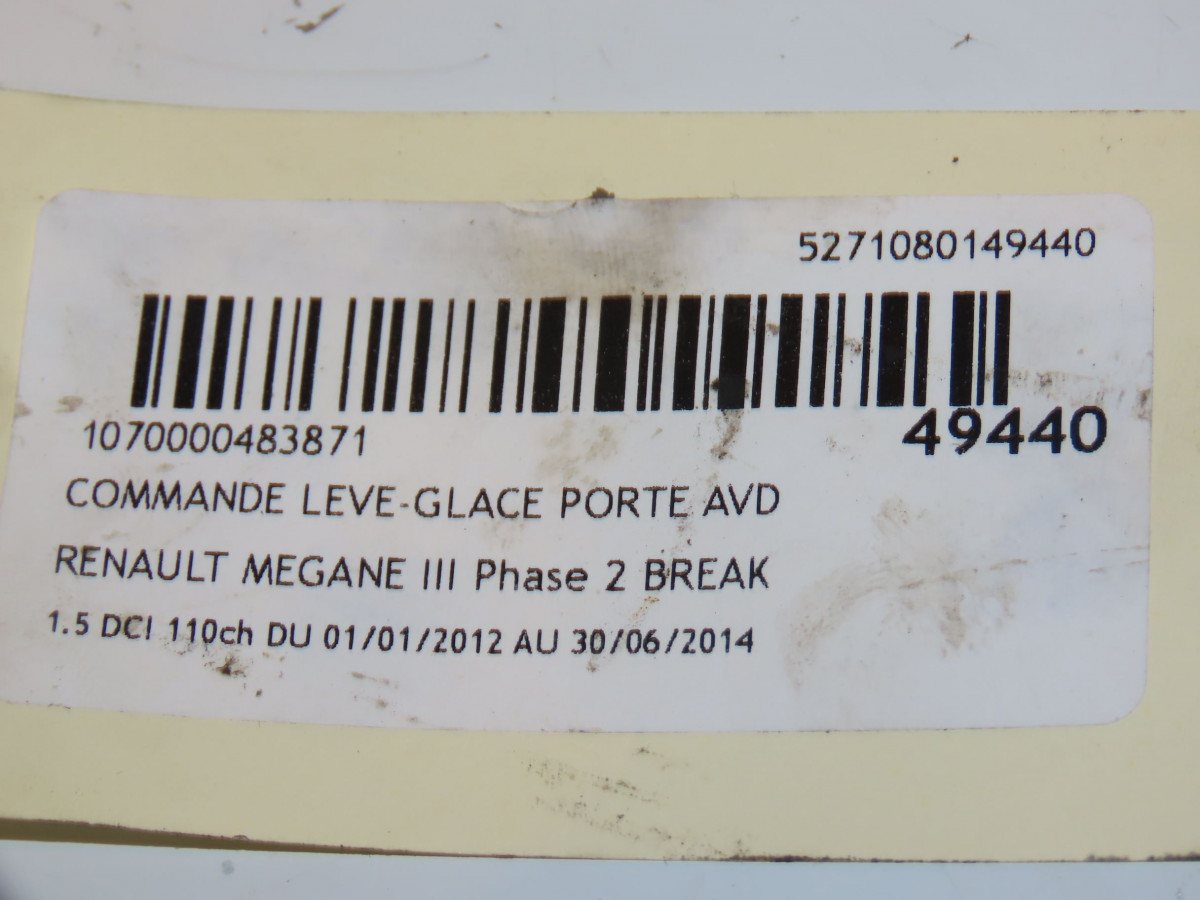 5271080149440
1070000483871
49440
COMMANDE LEVE-GLACE PORTE AVD
RENAULT MEGANE III Phase 2 BREAK
1.5 DCI 110ch DU 01/01/2012 AU 30/06/2014